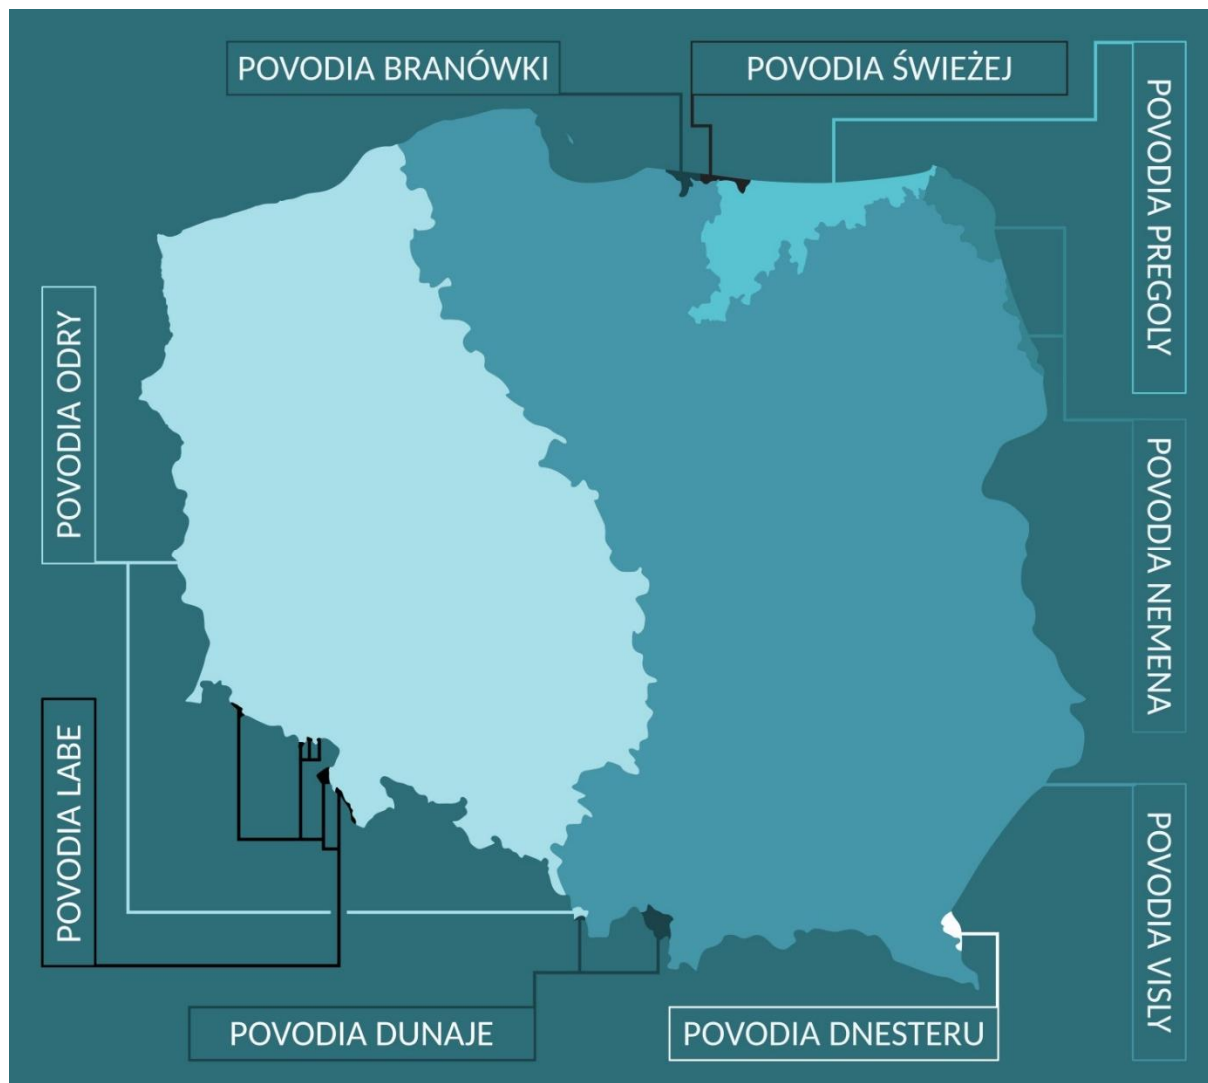 POVODIA BRANÓWKI
POVODIA ŚWIEŻEJ
POVODIA PREGOLY
POVODIA ODRY
POVODIA NEMENA
POVODIA LABE
POVODIA VISLY
POVODIA DUNAJE
POVODIA DNESTERU